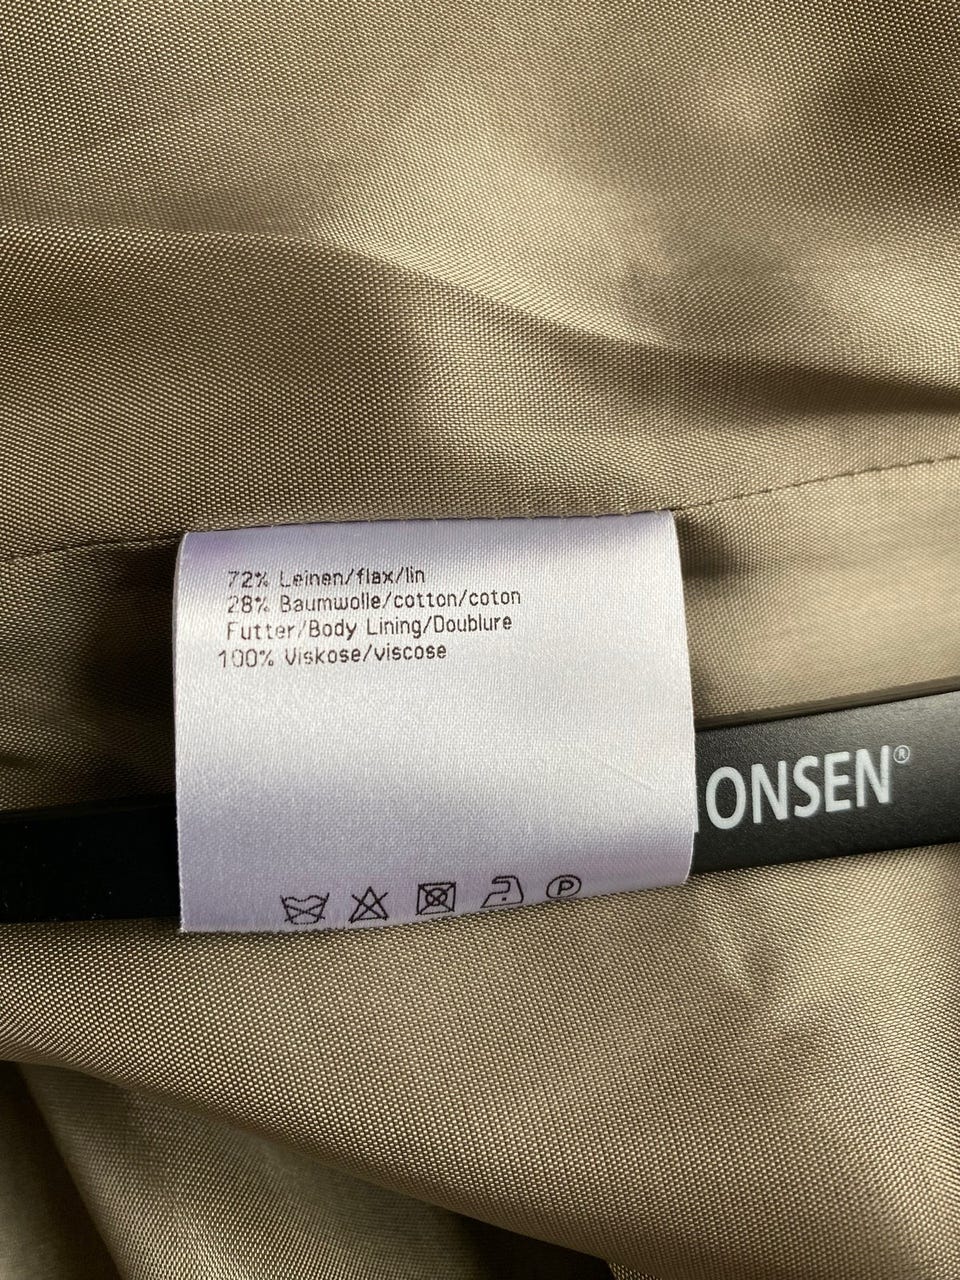 72% Leinen/flax/lin
28% Baumwolle/cotton/coton
Futter/Body Lining/Doublure
100% Viskose/viscose
ONSEN®
P